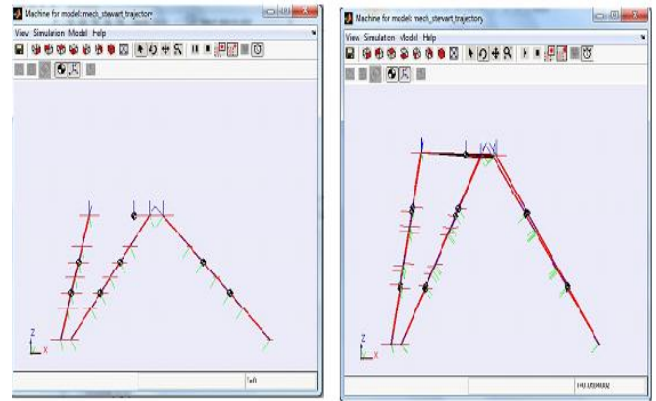 Machine for model: mech_stewart_trajectory
View Simulation Model Help
Z
X
Machine for model: mech_stewart_trajectory
View Simulation Model Help
Z
X